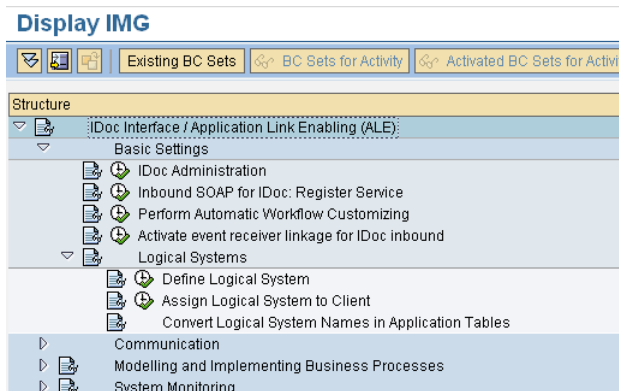 Display IMG
Existing BC Sets BC Sets for Activity Activated BC Sets for Activi
Structure
IDoc Interface / Application Link Enabling (ALE)
Basic Settings
IDoc Administration
Inbound SOAP for IDoc: Register Service
Perform Automatic Workflow Customizing
Activate event receiver linkage for IDoc inbound
Logical Systems
Define Logical System
Assign Logical System to Client
Convert Logical System Names in Application Tables
Communication
Modelling and Implementing Business Processes
System Monitoring